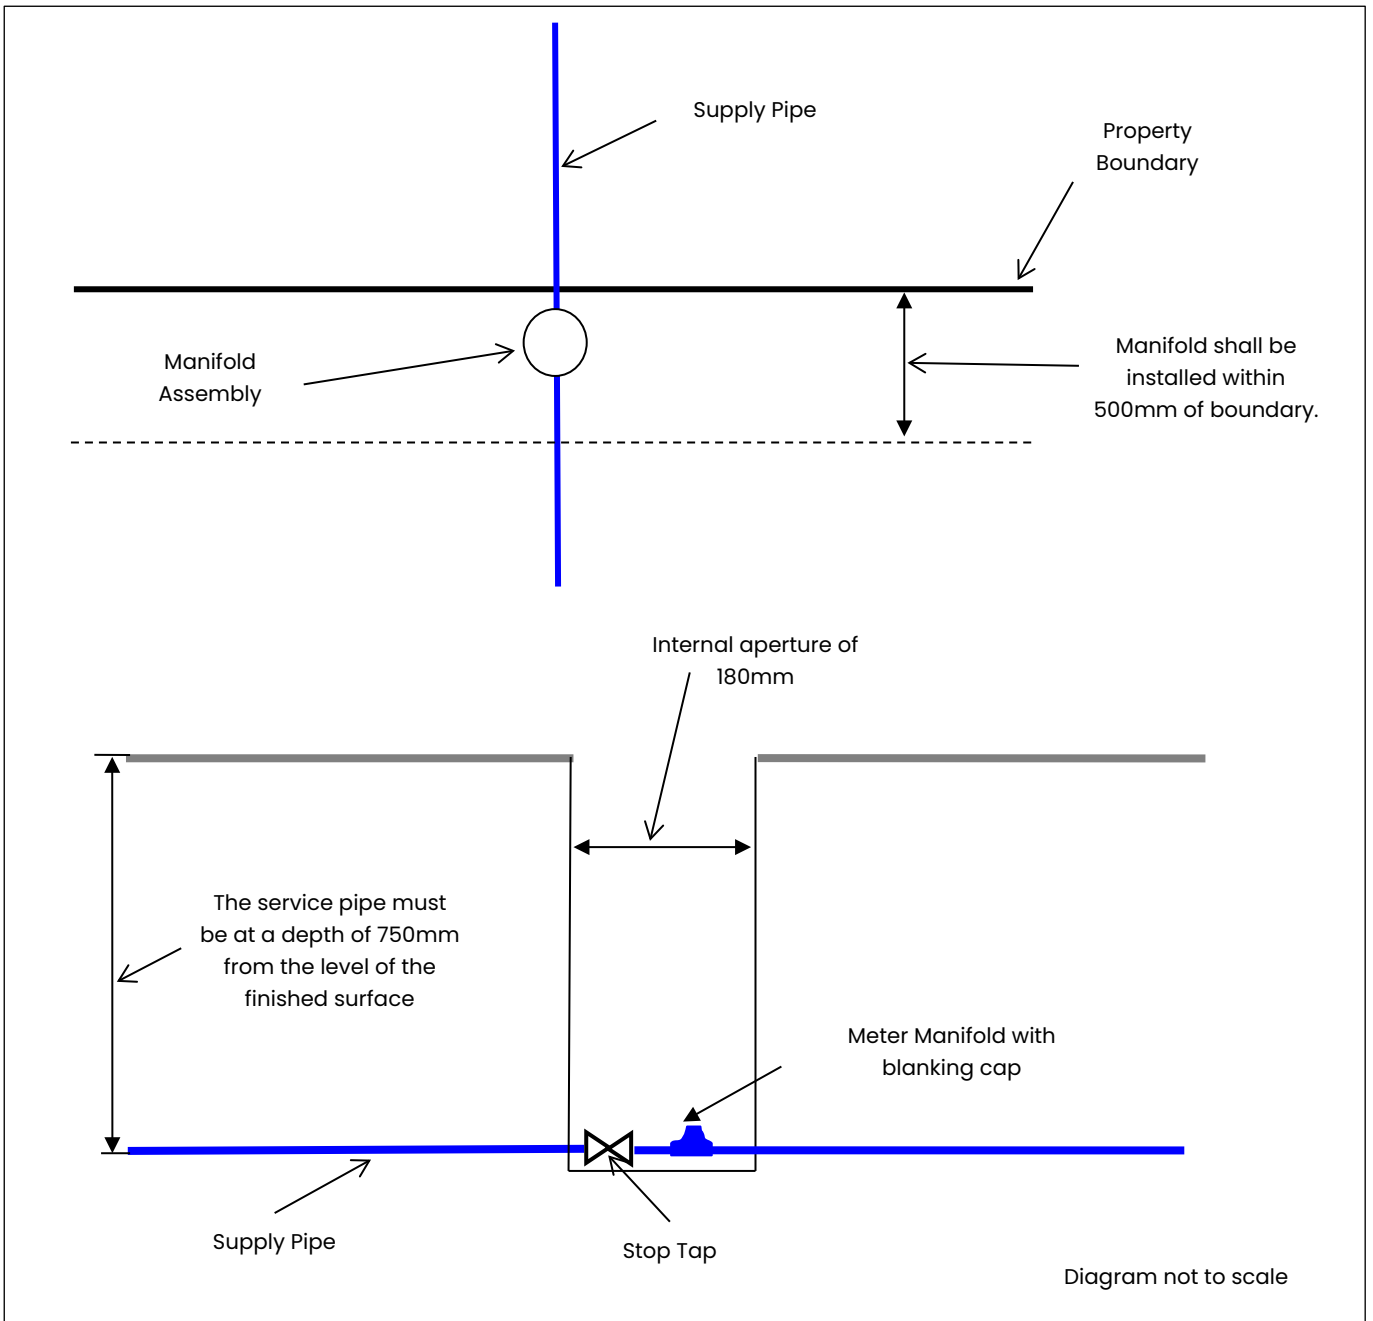 Supply Pipe
Property
Boundary
Manifold
Assembly
Manifold shall be
installed within
500mm of boundary.
Internal aperture of
180mm
The service pipe must
be at a depth of 750mm
from the level of the
finished surface
Meter Manifold with
blanking cap
Supply Pipe
Stop Tap
Diagram not to scale